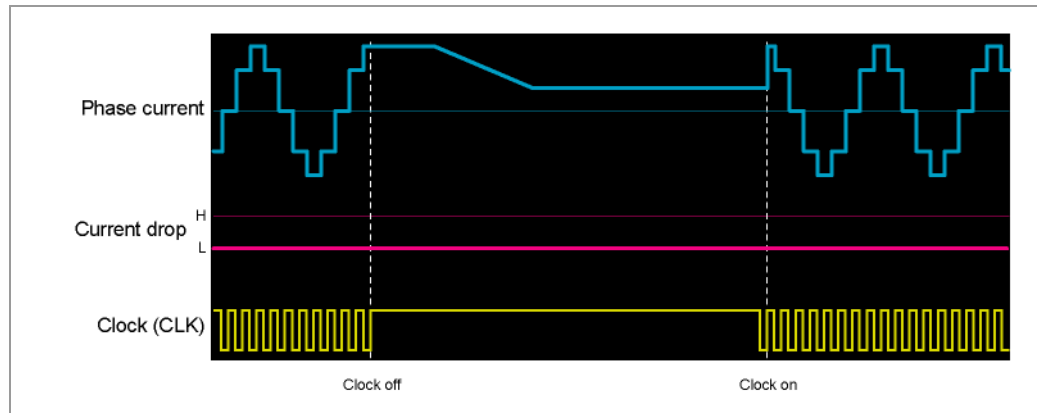 Phase current
H
Current drop
L
Clock (CLK)
Clock off
Clock on